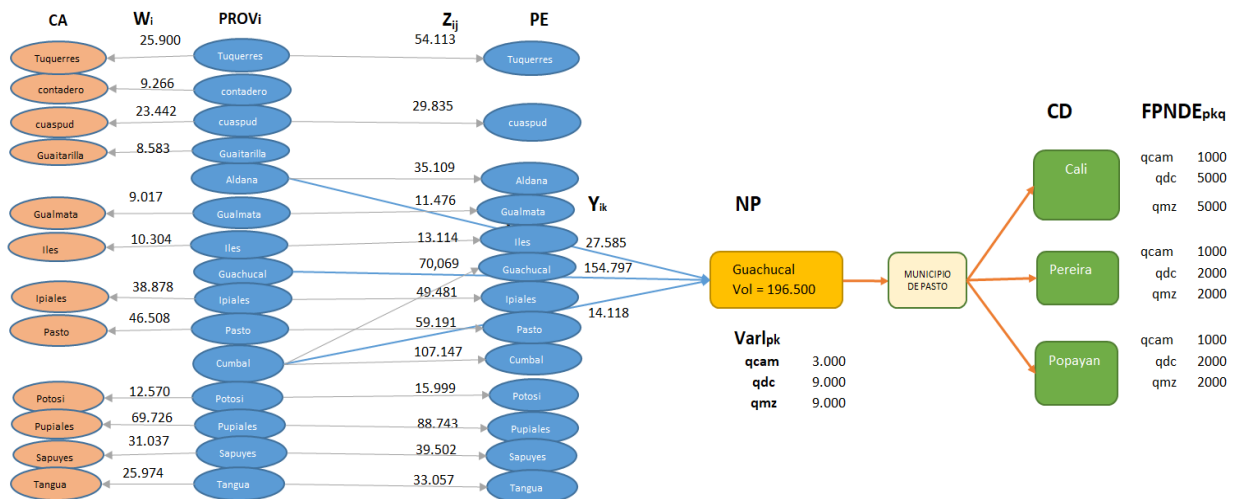 CA Wi PROVi Zij PE
Tuquerres 25.900 Tuquerres 54.113 Tuquerres
contadero 9.266 contadero
cuaspud 23.442 cuaspud 29.835 cuaspud
Guaitarilla 8.583 Guaitarilla
Aldana 35.109 Aldana
Gualmata 9.017 Gualmata 11.476 Gualmata
Iles 10.304 Iles 13.114 Iles
Guachucal 70,069 Guachucal
Ipiales 38.878 Ipiales 49.481 Ipiales
Pasto 46.508 Pasto 59.191 Pasto
Cumbal 107.147 Cumbal
Potosi 12.570 Potosi 15.999 Potosi
Pupiales 69.726 Pupiales 88.743 Pupiales
Sapuyes 31.037 Sapuyes 39.502 Sapuyes
Tangua 25.974 Tangua 33.057 Tangua
Yik
27.585
154.797
14.118
NP
Guachucal
Vol = 196.500
VarIpk
qcam 3.000
qdc 9.000
qmz 9.000
MUNICIPIO
DE PASTO
CD FPNDEpkq
Cali
qcam 1000
qdc 5000
qmz 5000
Pereira
qcam 1000
qdc 2000
qmz 2000
Popayan
qcam 1000
qdc 2000
qmz 2000